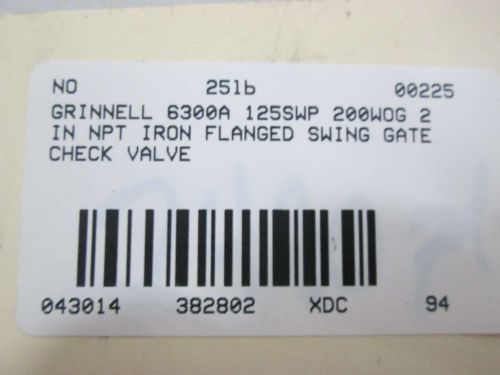 NO 25lb 00225
GRINNELL 6300A 125SWP 200WOG 2
IN NPT IRON FLANGED SWING GATE
CHECK VALVE
043014 382802 XDC 94